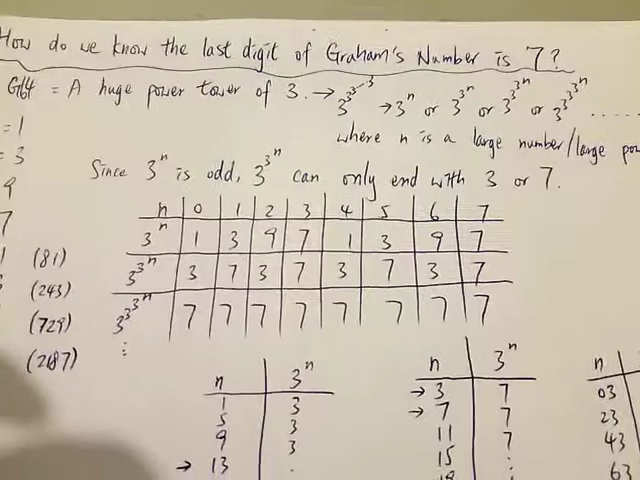 How do we know the last digit of Graham's Number is 7?
G64 = A huge power tower of 3. → 3^3^3^...^3 → 3^n or 3^3^n or 3^3^3^n or 3^3^3^3^n ......
where n is a large number/large pow
= 1
= 3
9
7
1 (81)
(243)
(729)
(2187)
Since 3^n is odd, 3^3^n can only end with 3 or 7.
n 0 1 2 3 4 5 6 7
3^n 1 3 9 7 1 3 9 7
3^3^n 3 7 3 7 3 7 3 7
3^3^3^n 7 7 7 7 7 7 7 7
⋮
n 3^n
1 3
5 3
9 3
→ 13 .
n 3^n
→ 3 7
→ 7 7
11 7
15 ⋮
n
03
23
43
63